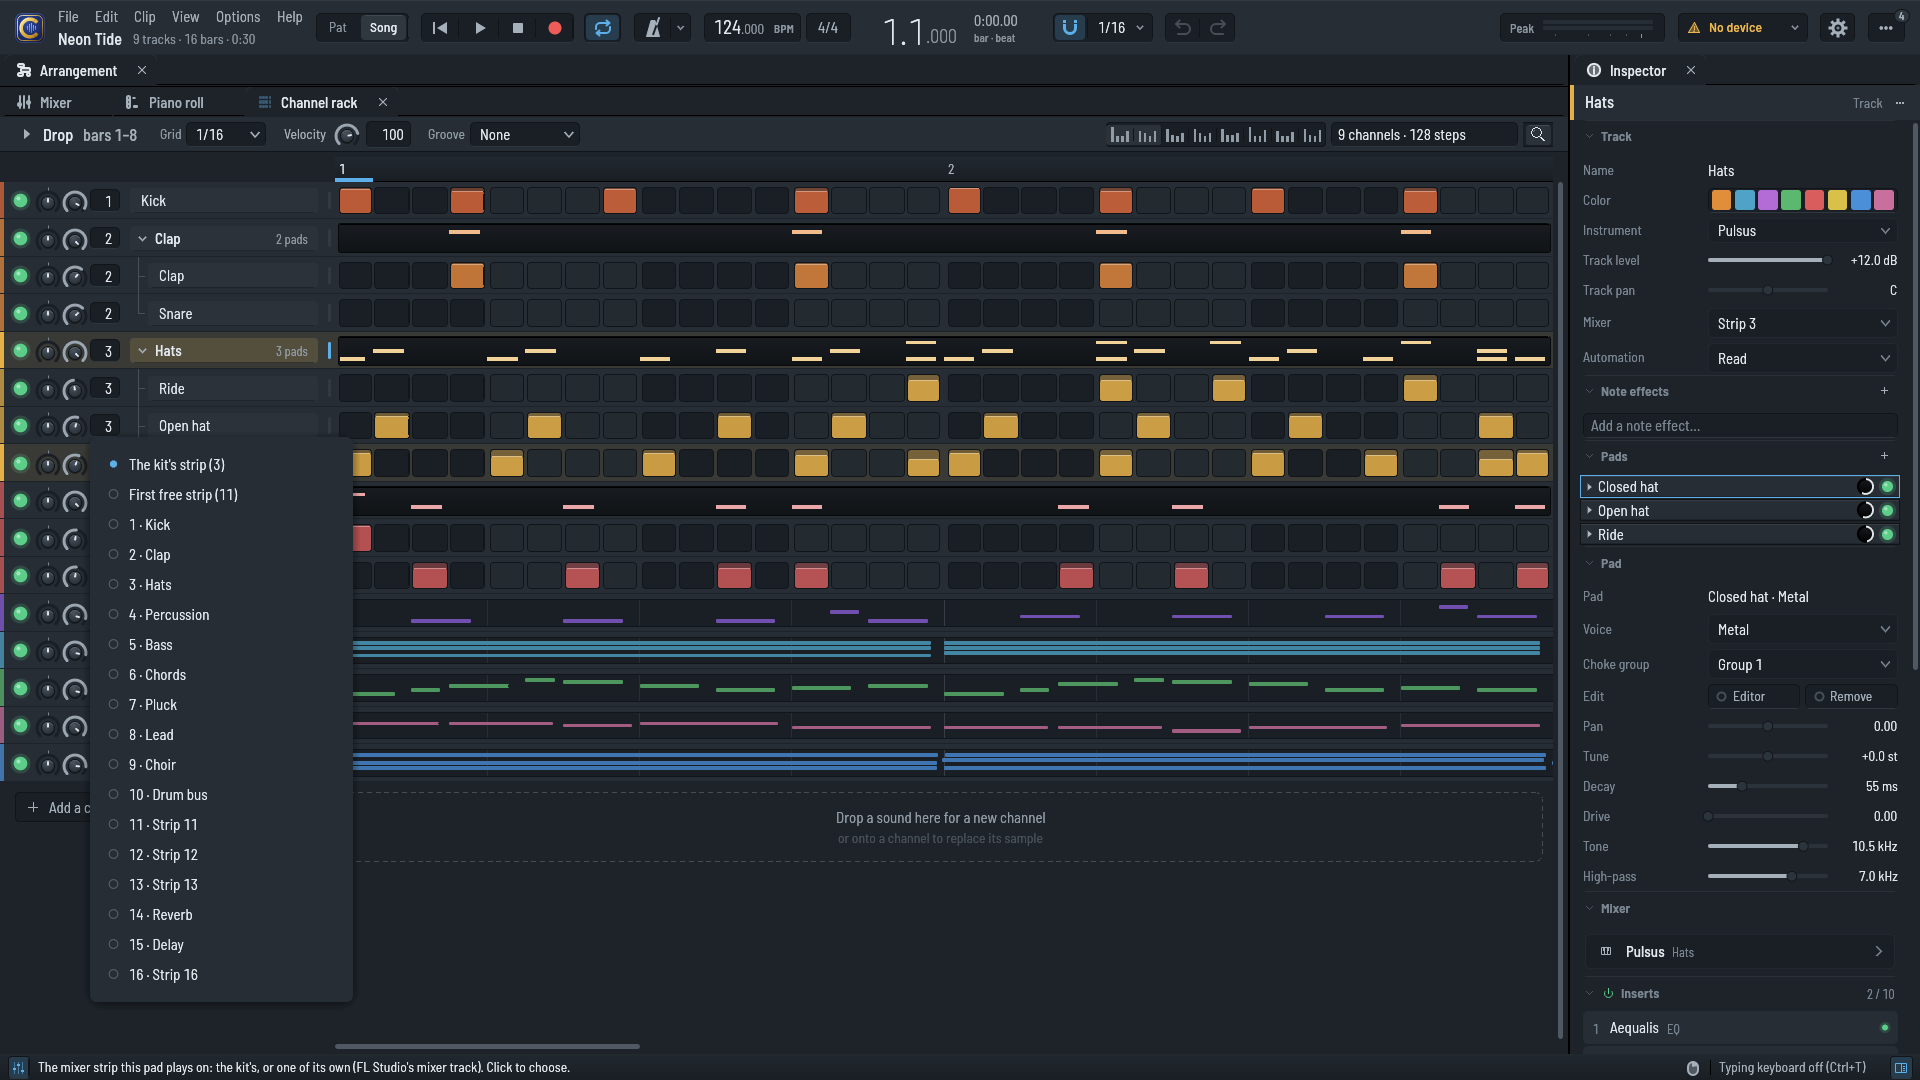 File Edit Clip View Options Help
Neon Tide 9 tracks · 16 bars · 0:30
Pat Song
124.000 BPM 4/4
1.1.000
0:00.00
bar · beat
1/16
Peak
No device
4
Arrangement
Inspector
Mixer Piano roll Channel rack
Hats Track
Drop bars 1–8 Grid 1/16 Velocity 100 Groove None 9 channels · 128 steps
Track
1 2
Name Hats
1 Kick
Color
2 Clap 2 pads
Instrument Pulsus
Track level +12.0 dB
2 Clap
Track pan C
2 Snare
Mixer Strip 3
3 Hats 3 pads
Automation Read
3 Ride
Note effects
3 Open hat
Add a note effect...
Pads
The kit's strip (3)
First free strip (11)
1 · Kick
2 · Clap
3 · Hats
4 · Percussion
5 · Bass
6 · Chords
7 · Pluck
8 · Lead
9 · Choir
10 · Drum bus
11 · Strip 11
12 · Strip 12
13 · Strip 13
14 · Reverb
15 · Delay
16 · Strip 16
Closed hat
Open hat
Ride
Pad
Pad Closed hat · Metal
Voice Metal
Choke group Group 1
Edit Editor Remove
Pan 0.00
Tune +0.0 st
Decay 55 ms
Drive 0.00
Tone 10.5 kHz
High-pass 7.0 kHz
Add a c
Drop a sound here for a new channel
or onto a channel to replace its sample
Mixer
Pulsus Hats
Inserts 2 / 10
1 Aequalis EQ
The mixer strip this pad plays on: the kit's, or one of its own (FL Studio's mixer track). Click to choose.
Typing keyboard off (Ctrl+T)